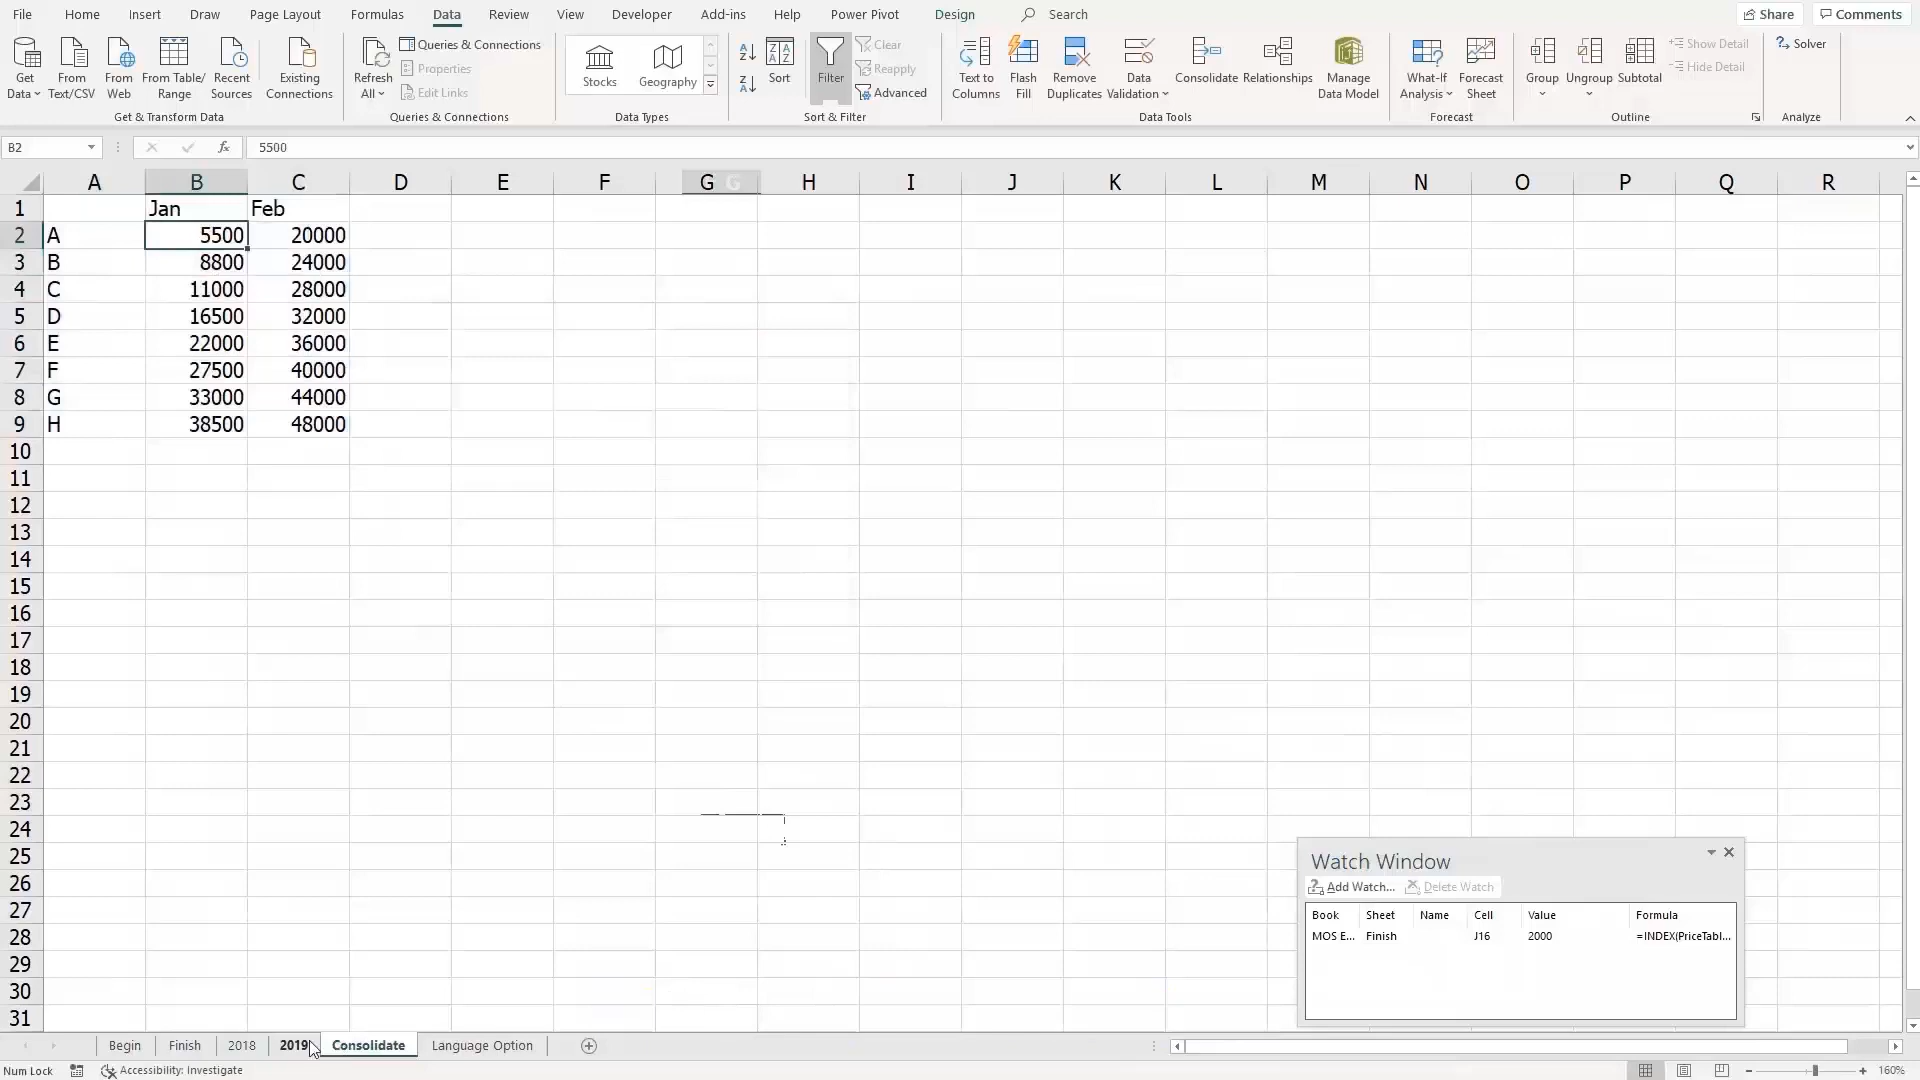 File Home Insert Draw Page Layout Formulas Data Review View Developer Add-ins Help Power Pivot Design Search Share Comments
Get Data From Text/CSV From Web From Table/Range Recent Sources Existing Connections
Get & Transform Data
Refresh All Queries & Connections Properties Edit Links
Queries & Connections
Stocks Geography
Data Types
Sort Filter Clear Reapply Advanced
Sort & Filter
Text to Columns Flash Fill Remove Duplicates Data Validation Consolidate Relationships Manage Data Model
Data Tools
What-If Analysis Forecast Sheet
Forecast
Group Ungroup Subtotal Show Detail Hide Detail
Outline
Solver
Analyze
B2 fx 5500
A B C D E F G G H I J K L M N O P Q R
1 Jan Feb
2 A 5500 20000
3 B 8800 24000
4 C 11000 28000
5 D 16500 32000
6 E 22000 36000
7 F 27500 40000
8 G 33000 44000
9 H 38500 48000
10
11
12
13
14
15
16
17
18
19
20
21
22
23
24
25
26
27
28
29
30
31
Watch Window
Add Watch... Delete Watch
Book Sheet Name Cell Value Formula
MOS E... Finish J16 2000 =INDEX(PriceTabl...
Begin Finish 2018 2019 Consolidate Language Option
Num Lock Accessibility: Investigate 160%